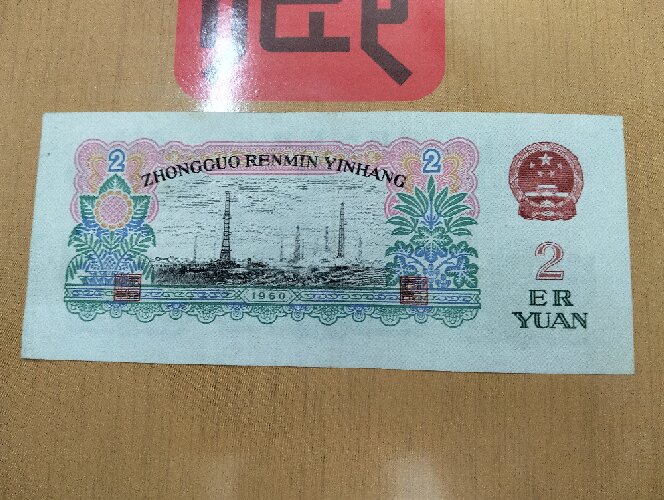 2 2
ZHONGGUO RENMIN YINHANG
1960
2
ER
YUAN